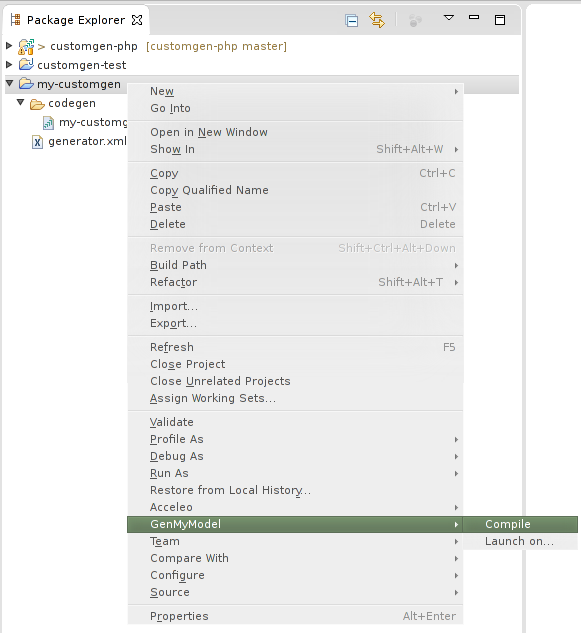 Package Explorer
> customgen-php [customgen-php master]
customgen-test
my-customgen
codegen
my-customg
generator.xml
New
Go Into
Open in New Window
Show In Shift+Alt+W
Copy Ctrl+C
Copy Qualified Name
Paste Ctrl+V
Delete Delete
Remove from Context Shift+Ctrl+Alt+Down
Build Path
Refactor Shift+Alt+T
Import...
Export...
Refresh F5
Close Project
Close Unrelated Projects
Assign Working Sets...
Validate
Profile As
Debug As
Run As
Restore from Local History...
Acceleo
GenMyModel Compile
Team Launch on...
Compare With
Configure
Source
Properties Alt+Enter